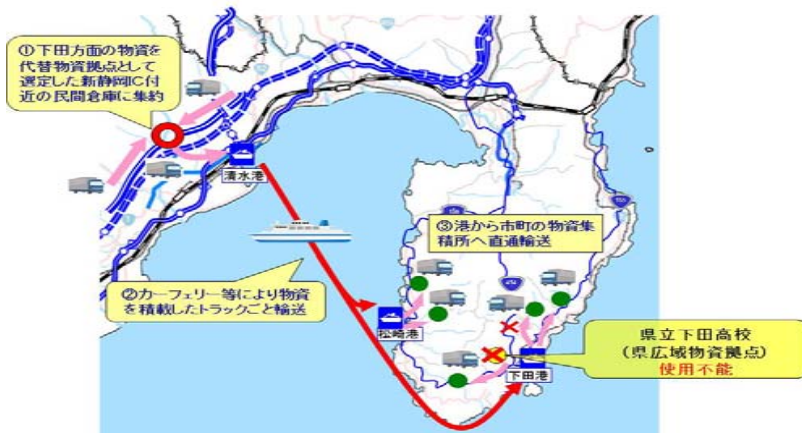 ①下田方面の物資を
代替物資拠点として
選定した新静岡IC付
近の民間倉庫に集約
清水港
③港から市町の物資集
積所へ直通輸送
②カーフェリー等により物資
を積載したトラックごと輸送
松崎港
県立下田高校
(県広域物資拠点)
使用不能
下田港